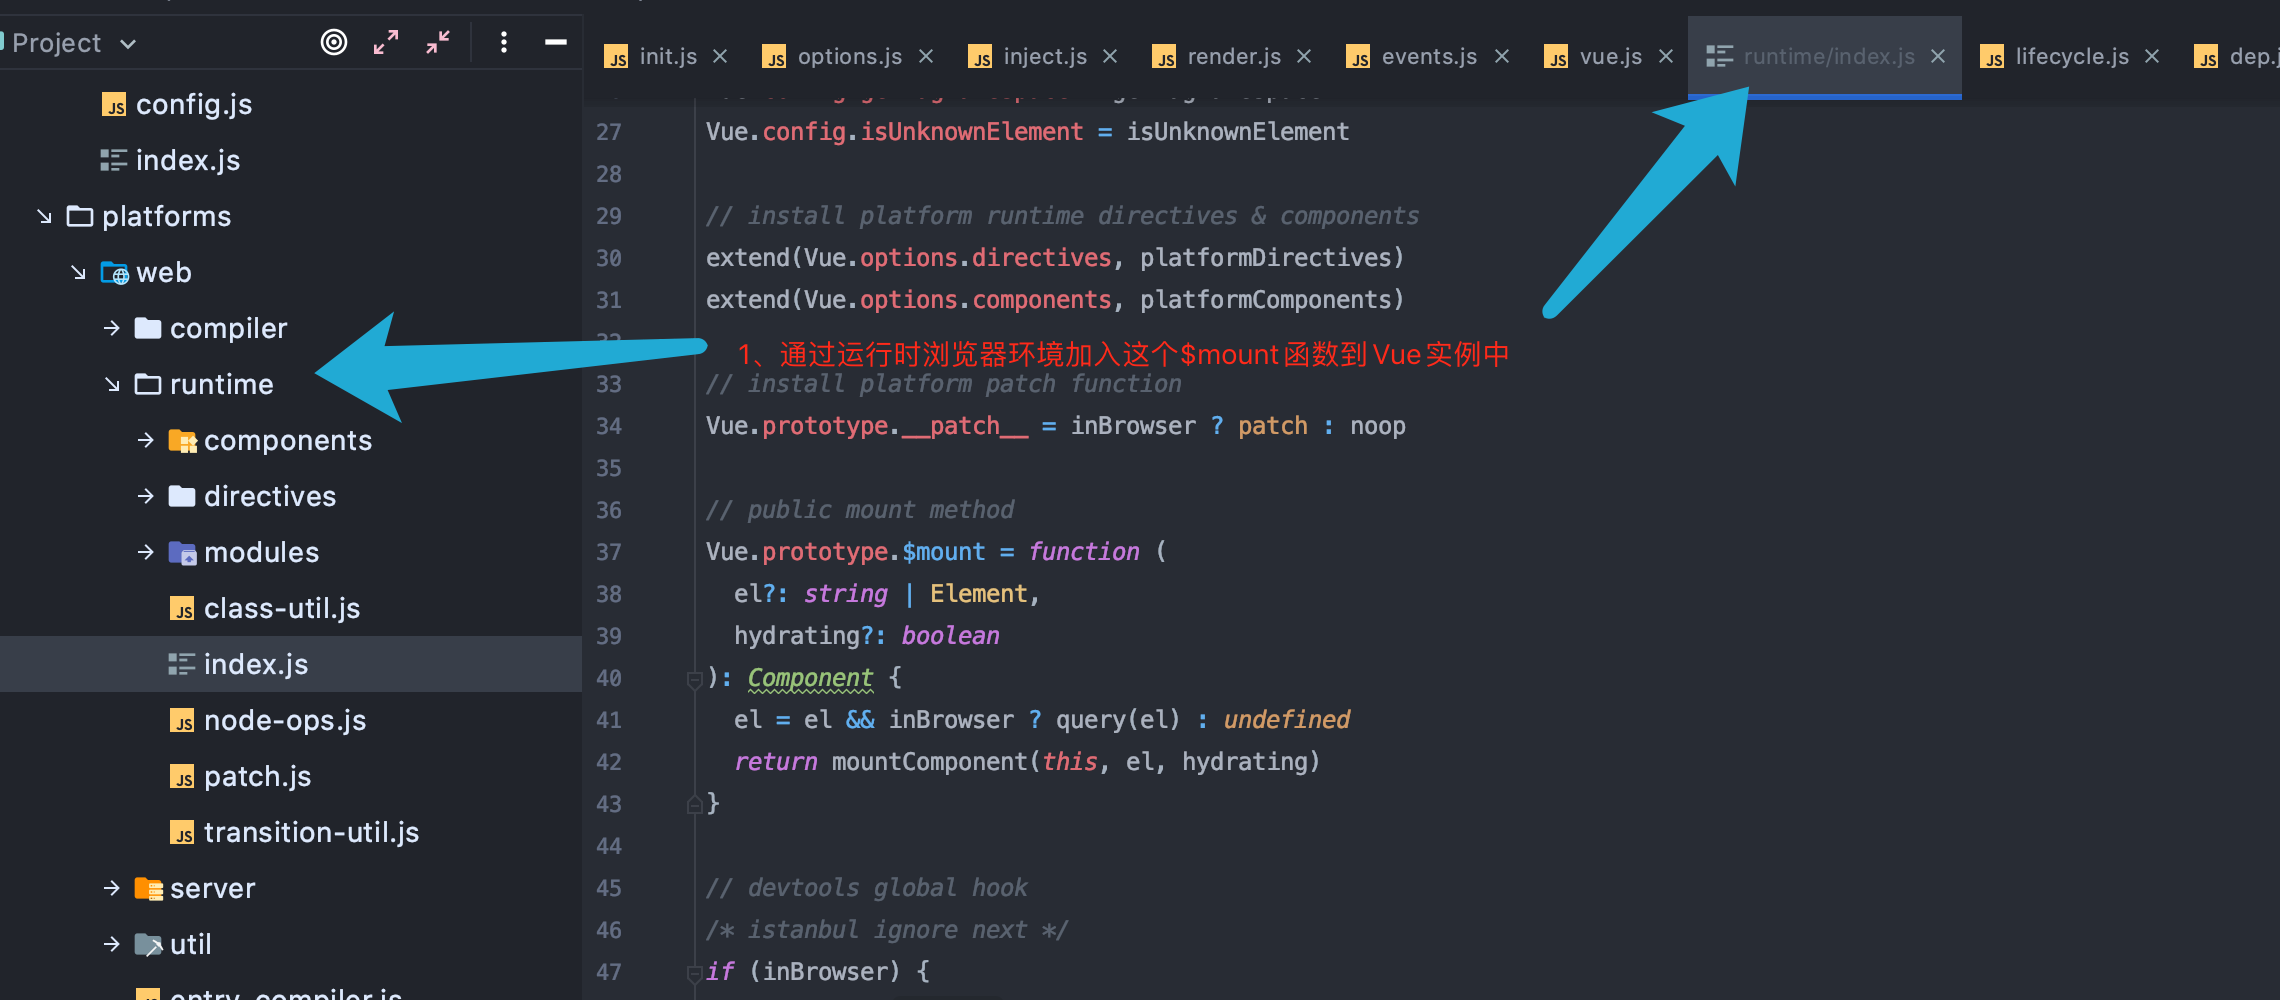 Project
config.js
index.js
platforms
web
compiler
runtime
components
directives
modules
class-util.js
index.js
node-ops.js
patch.js
transition-util.js
server
util
entry-compiler.js
init.js
options.js
inject.js
render.js
events.js
vue.js
runtime/index.js
lifecycle.js
dep.j
27 Vue.config.isUnknownElement = isUnknownElement
28
29 // install platform runtime directives & components
30 extend(Vue.options.directives, platformDirectives)
31 extend(Vue.options.components, platformComponents)
32
1、通过运行时浏览器环境加入这个$mount函数到Vue实例中
33 // install platform patch function
34 Vue.prototype.__patch__ = inBrowser ? patch : noop
35
36 // public mount method
37 Vue.prototype.$mount = function (
38 el?: string | Element,
39 hydrating?: boolean
40 ): Component {
41 el = el && inBrowser ? query(el) : undefined
42 return mountComponent(this, el, hydrating)
43 }
44
45 // devtools global hook
46 /* istanbul ignore next */
47 if (inBrowser) {